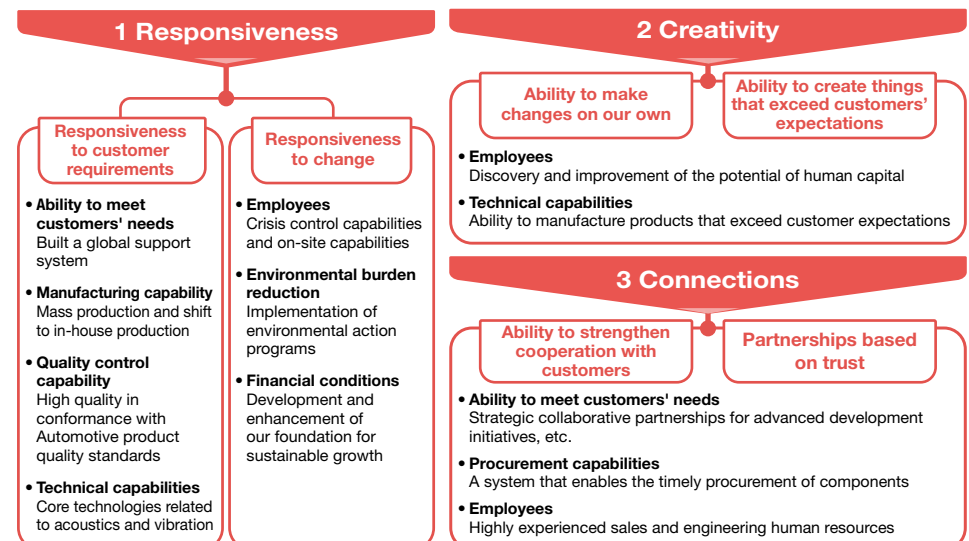 1 Responsiveness
Responsiveness
to customer
requirements
• Ability to meet
customers' needs
Built a global support
system
• Manufacturing capability
Mass production and shift
to in-house production
• Quality control
capability
High quality in
conformance with
Automotive product
quality standards
• Technical capabilities
Core technologies related
to acoustics and vibration
Responsiveness
to change
• Employees
Crisis control capabilities
and on-site capabilities
• Environmental burden
reduction
Implementation of
environmental action
programs
• Financial conditions
Development and
enhancement of
our foundation for
sustainable growth
2 Creativity
Ability to make
changes on our own
Ability to create things
that exceed customers’
expectations
• Employees
Discovery and improvement of the potential of human capital
• Technical capabilities
Ability to manufacture products that exceed customer expectations
3 Connections
Ability to strengthen
cooperation with
customers
Partnerships based
on trust
• Ability to meet customers' needs
Strategic collaborative partnerships for advanced development
initiatives, etc.
• Procurement capabilities
A system that enables the timely procurement of components
• Employees
Highly experienced sales and engineering human resources